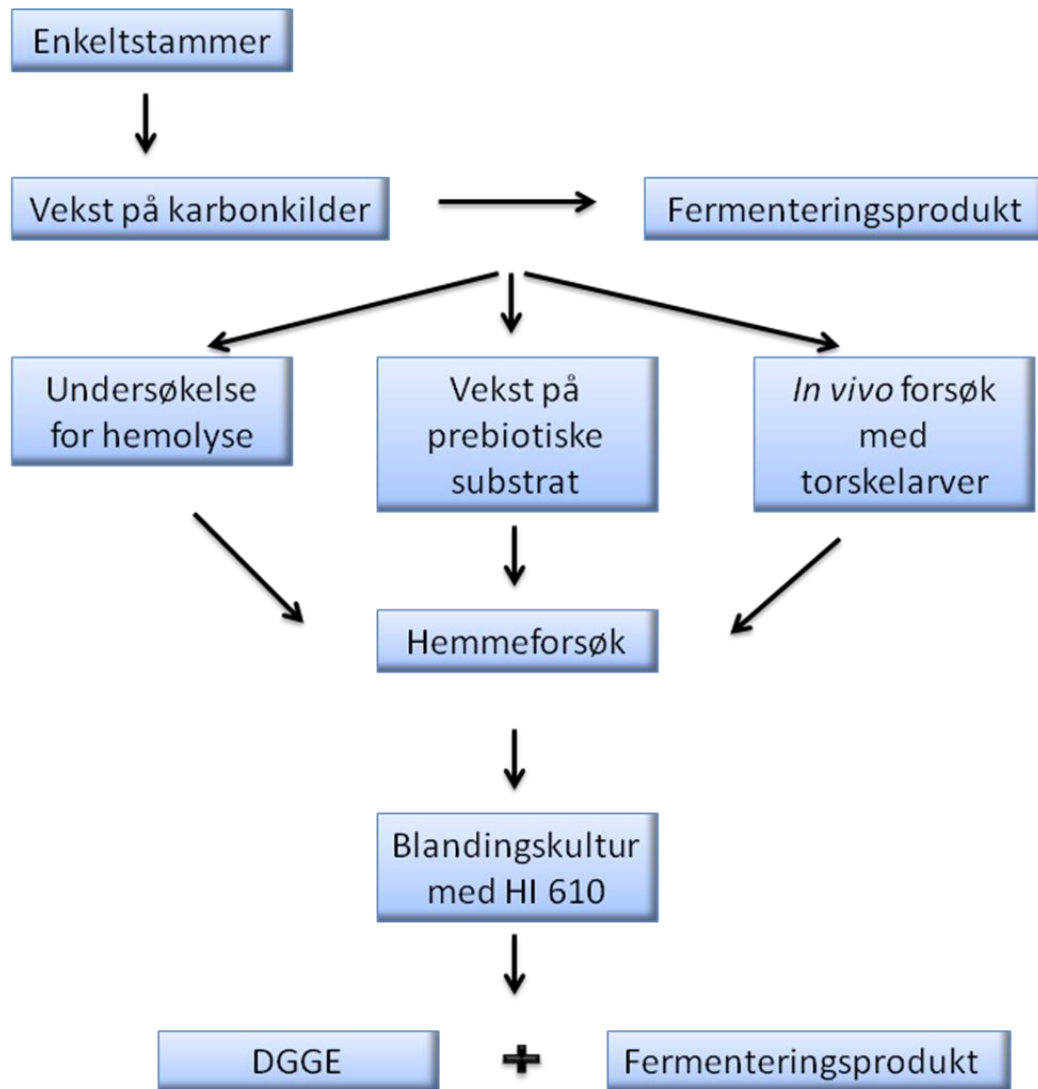 Enkeltstammer
Vekst på karbonkilder
Fermenteringsprodukt
Undersøkelse
for hemolyse
Vekst på
prebiotiske
substrat
In vivo forsøk
med
torskelarver
Hemmeforsøk
Blandingskultur
med HI 610
DGGE
+
Fermenteringsprodukt